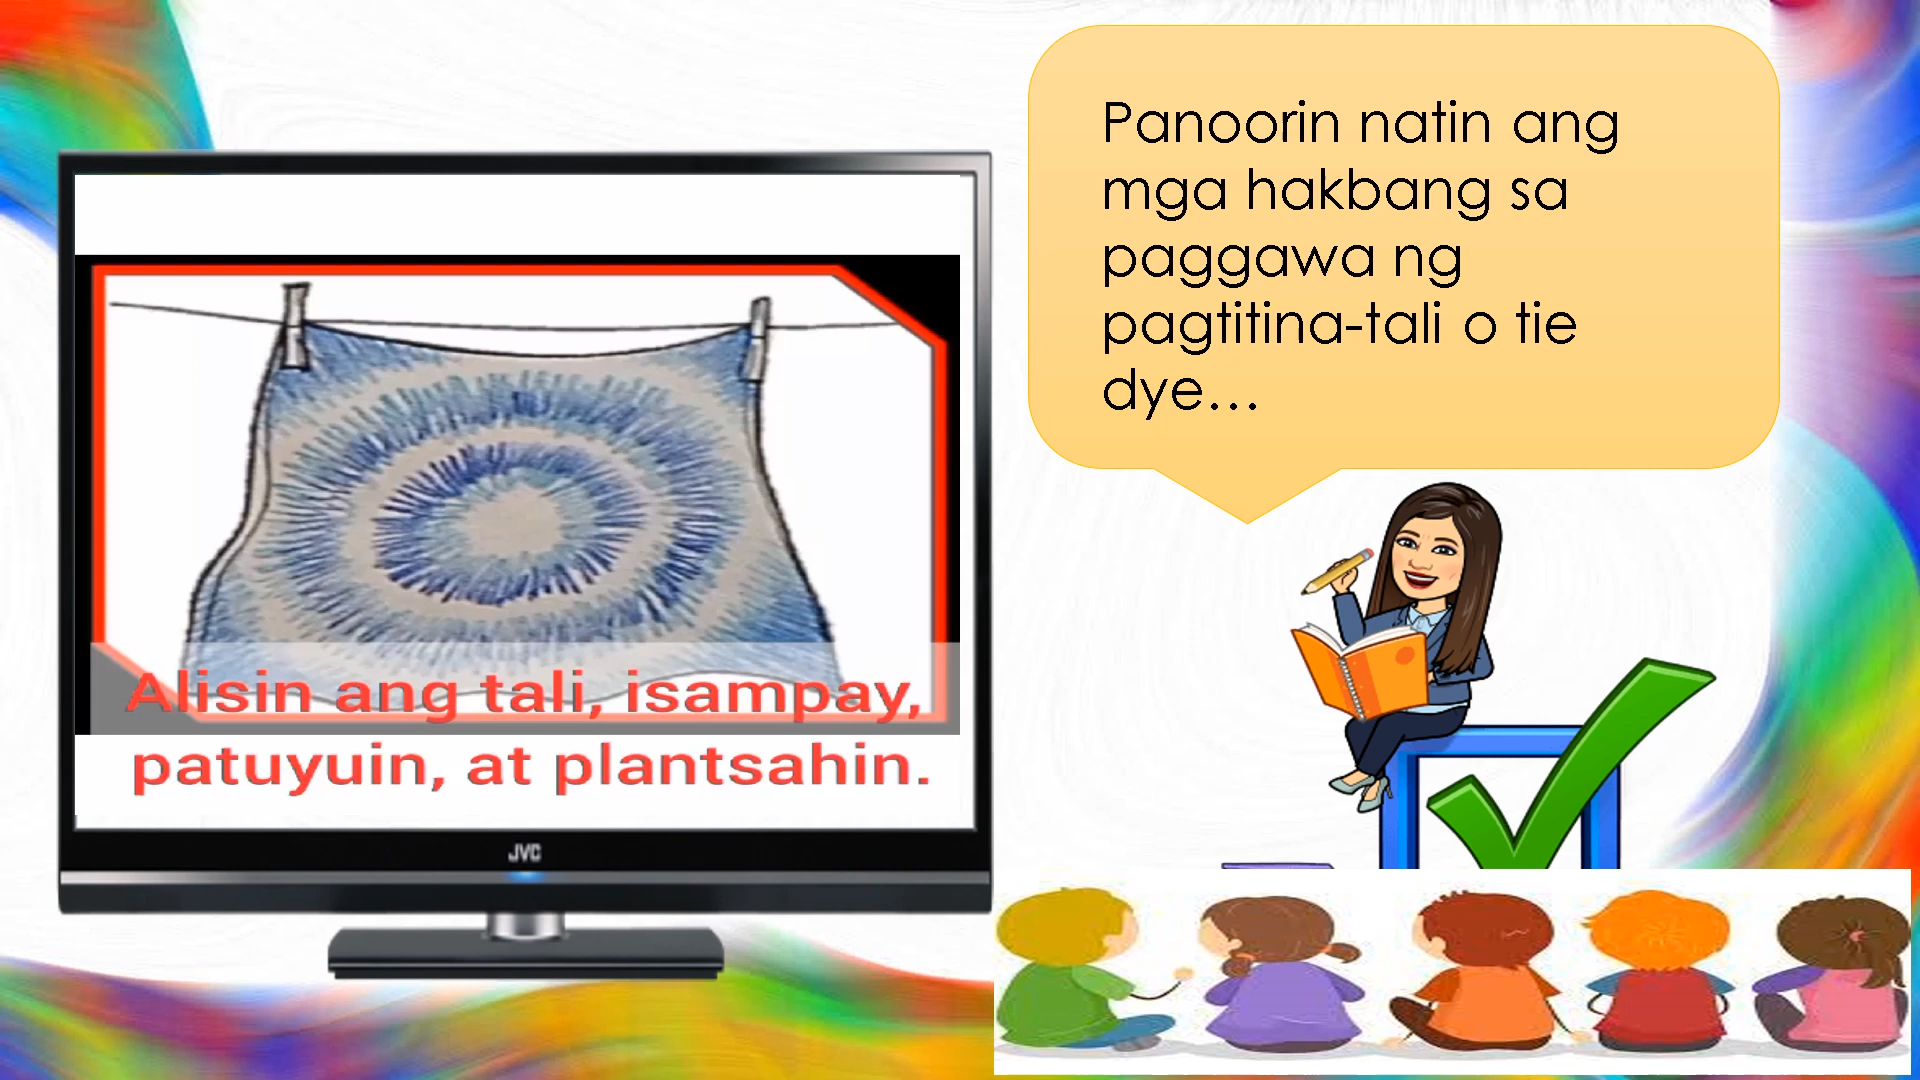 Panoorin natin ang
mga hakbang sa
paggawa ng
pagtitina-tali o tie
dye…
Alisin ang tali, isampay,
patuyuin, at plantsahin.
JVC